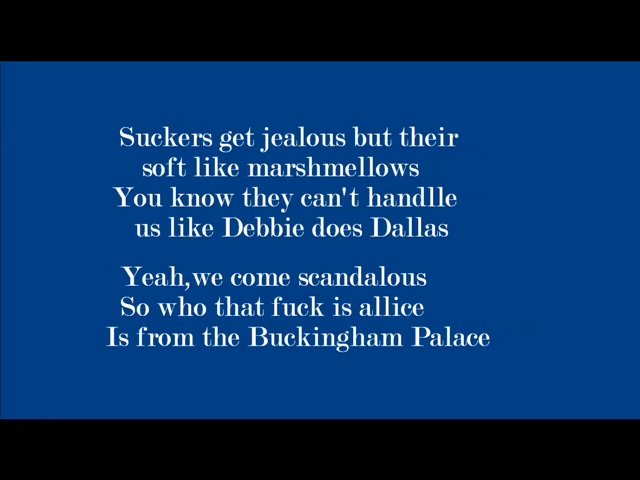 Suckers get jealous but their
soft like marshmellows
You know they can't handlle
us like Debbie does Dallas
Yeah,we come scandalous
So who that fuck is allice
Is from the Buckingham Palace